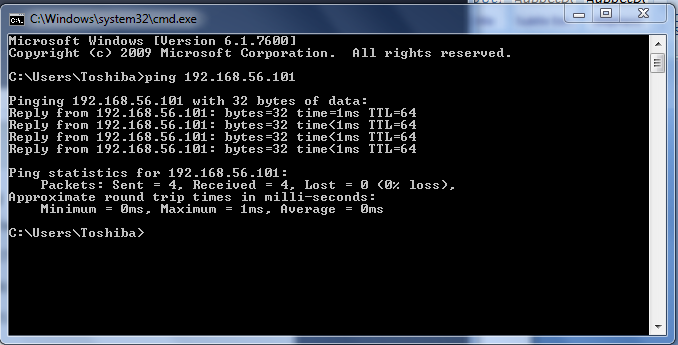 C:\Windows\system32\cmd.exe
Microsoft Windows [Version 6.1.7600]
Copyright (c) 2009 Microsoft Corporation.  All rights reserved.
C:\Users\Toshiba>ping 192.168.56.101
Pinging 192.168.56.101 with 32 bytes of data:
Reply from 192.168.56.101: bytes=32 time=1ms TTL=64
Reply from 192.168.56.101: bytes=32 time<1ms TTL=64
Reply from 192.168.56.101: bytes=32 time<1ms TTL=64
Reply from 192.168.56.101: bytes=32 time<1ms TTL=64
Ping statistics for 192.168.56.101:
    Packets: Sent = 4, Received = 4, Lost = 0 (0% loss),
Approximate round trip times in milli-seconds:
    Minimum = 0ms, Maximum = 1ms, Average = 0ms
C:\Users\Toshiba>